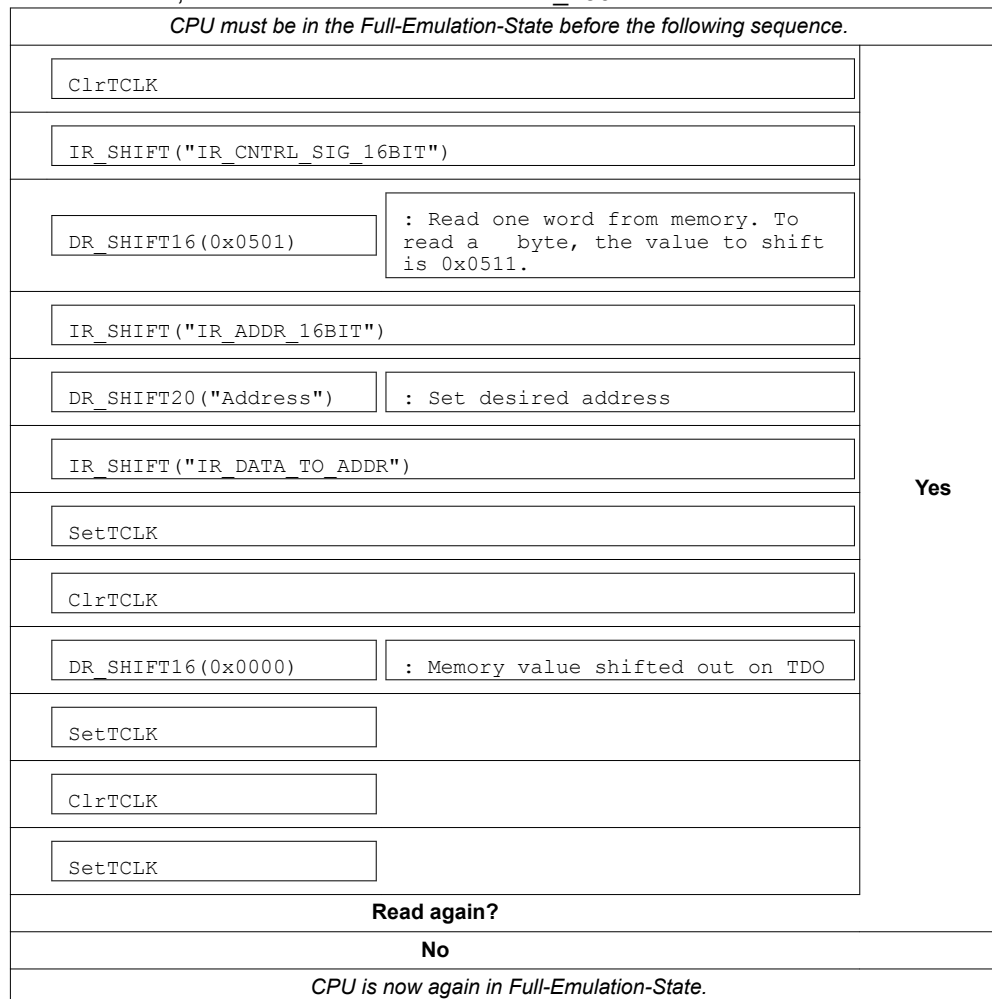 CPU must be in the Full-Emulation-State before the following sequence.
ClrTCLK
IR_SHIFT("IR_CNTRL_SIG_16BIT")
DR_SHIFT16(0x0501)
: Read one word from memory. To
read a   byte, the value to shift
is 0x0511.
IR_SHIFT("IR_ADDR_16BIT")
DR_SHIFT20("Address")
: Set desired address
IR_SHIFT("IR_DATA_TO_ADDR")
Yes
SetTCLK
ClrTCLK
DR_SHIFT16(0x0000)
: Memory value shifted out on TDO
SetTCLK
ClrTCLK
SetTCLK
Read again?
No
CPU is now again in Full-Emulation-State.